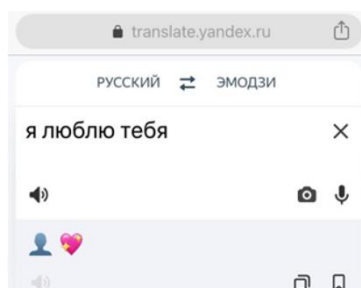 translate.yandex.ru
РУССКИЙ ⇄ ЭМОДЗИ
я люблю тебя
👤 💖